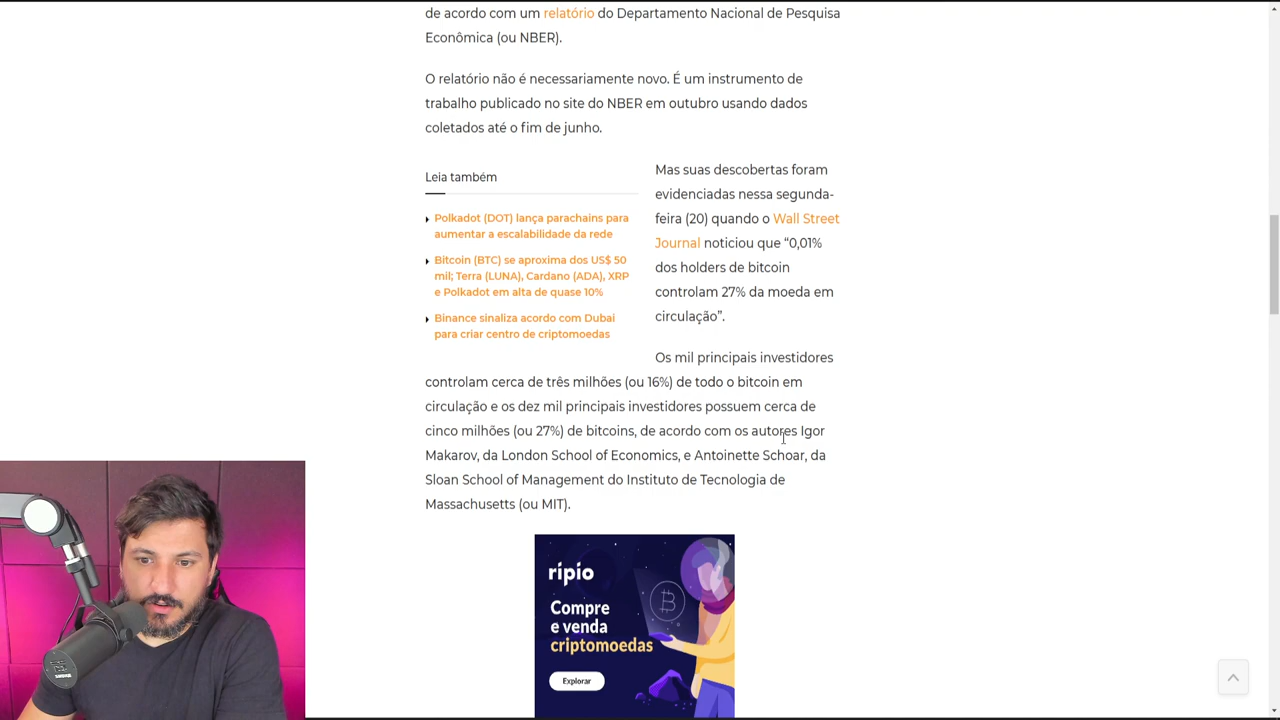 de acordo com um relatório do Departamento Nacional de Pesquisa
Econômica (ou NBER).
O relatório não é necessariamente novo. É um instrumento de
trabalho publicado no site do NBER em outubro usando dados
coletados até o fim de junho.
Leia também
Polkadot (DOT) lança parachains para
aumentar a escalabilidade da rede
Bitcoin (BTC) se aproxima dos US$ 50
mil; Terra (LUNA), Cardano (ADA), XRP
e Polkadot em alta de quase 10%
Binance sinaliza acordo com Dubai
para criar centro de criptomoedas
Mas suas descobertas foram
evidenciadas nessa segunda-
feira (20) quando o Wall Street
Journal noticiou que “0,01%
dos holders de bitcoin
controlam 27% da moeda em
circulação”.
Os mil principais investidores
controlam cerca de três milhões (ou 16%) de todo o bitcoin em
circulação e os dez mil principais investidores possuem cerca de
cinco milhões (ou 27%) de bitcoins, de acordo com os autores Igor
Makarov, da London School of Economics, e Antoinette Schoar, da
Sloan School of Management do Instituto de Tecnologia de
Massachusetts (ou MIT).
ripio
Compre
e venda
criptomoedas
Explorar